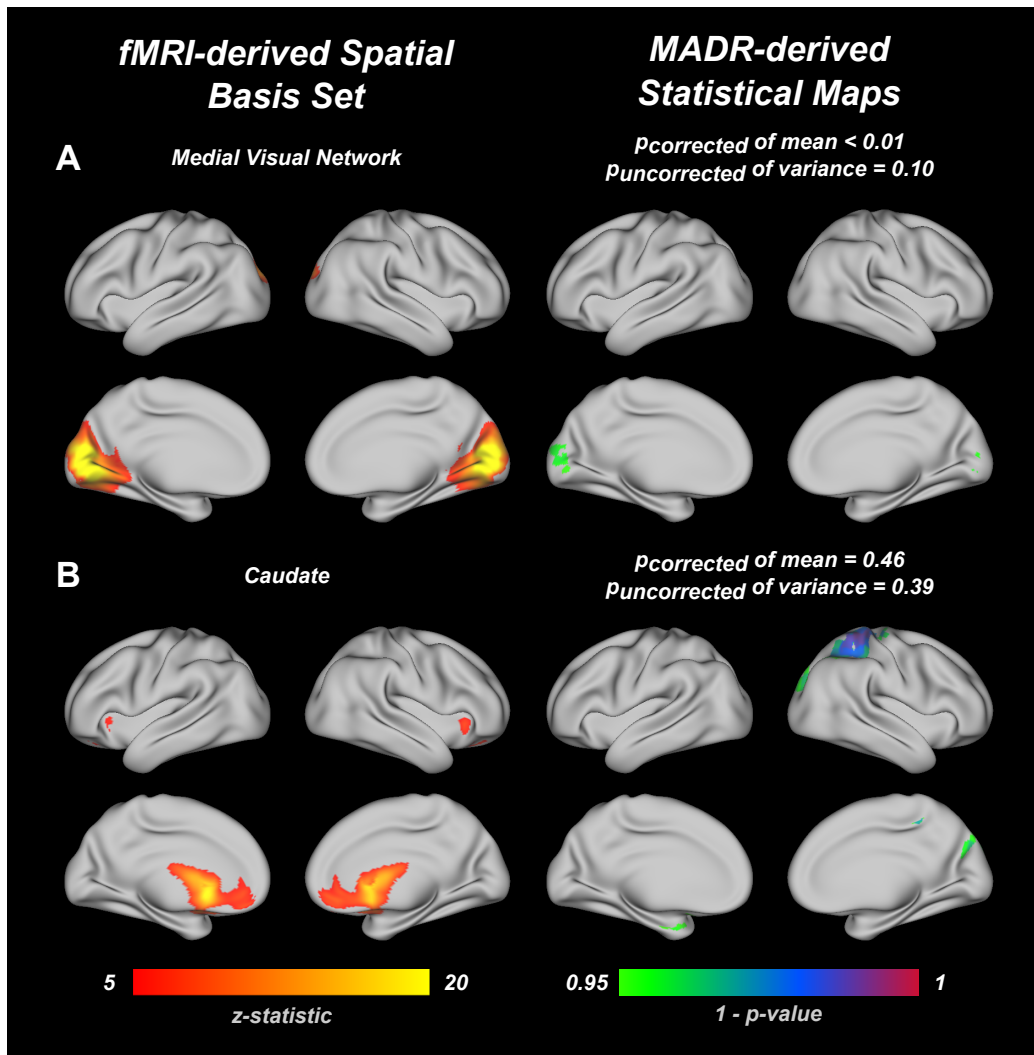 fMRI-derived Spatial
Basis Set
MADR-derived
Statistical Maps
A
Medial Visual Network
pcorrected of mean < 0.01
puncorrected of variance = 0.10
B
Caudate
pcorrected of mean = 0.46
puncorrected of variance = 0.39
5
20
z-statistic
0.95
1
1 - p-value